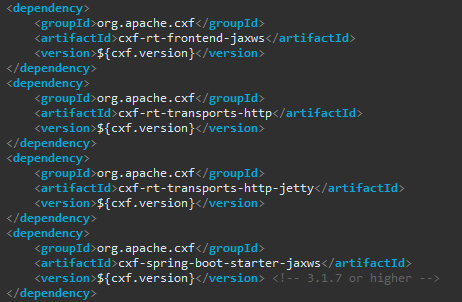 <dependency>
    <groupId>org.apache.cxf</groupId>
    <artifactId>cxf-rt-frontend-jaxws</artifactId>
    <version>${cxf.version}</version>
</dependency>
<dependency>
    <groupId>org.apache.cxf</groupId>
    <artifactId>cxf-rt-transports-http</artifactId>
    <version>${cxf.version}</version>
</dependency>
<dependency>
    <groupId>org.apache.cxf</groupId>
    <artifactId>cxf-rt-transports-http-jetty</artifactId>
    <version>${cxf.version}</version>
</dependency>
<dependency>
    <groupId>org.apache.cxf</groupId>
    <artifactId>cxf-spring-boot-starter-jaxws</artifactId>
    <version>${cxf.version}</version> <!-- 3.1.7 or higher -->
</dependency>